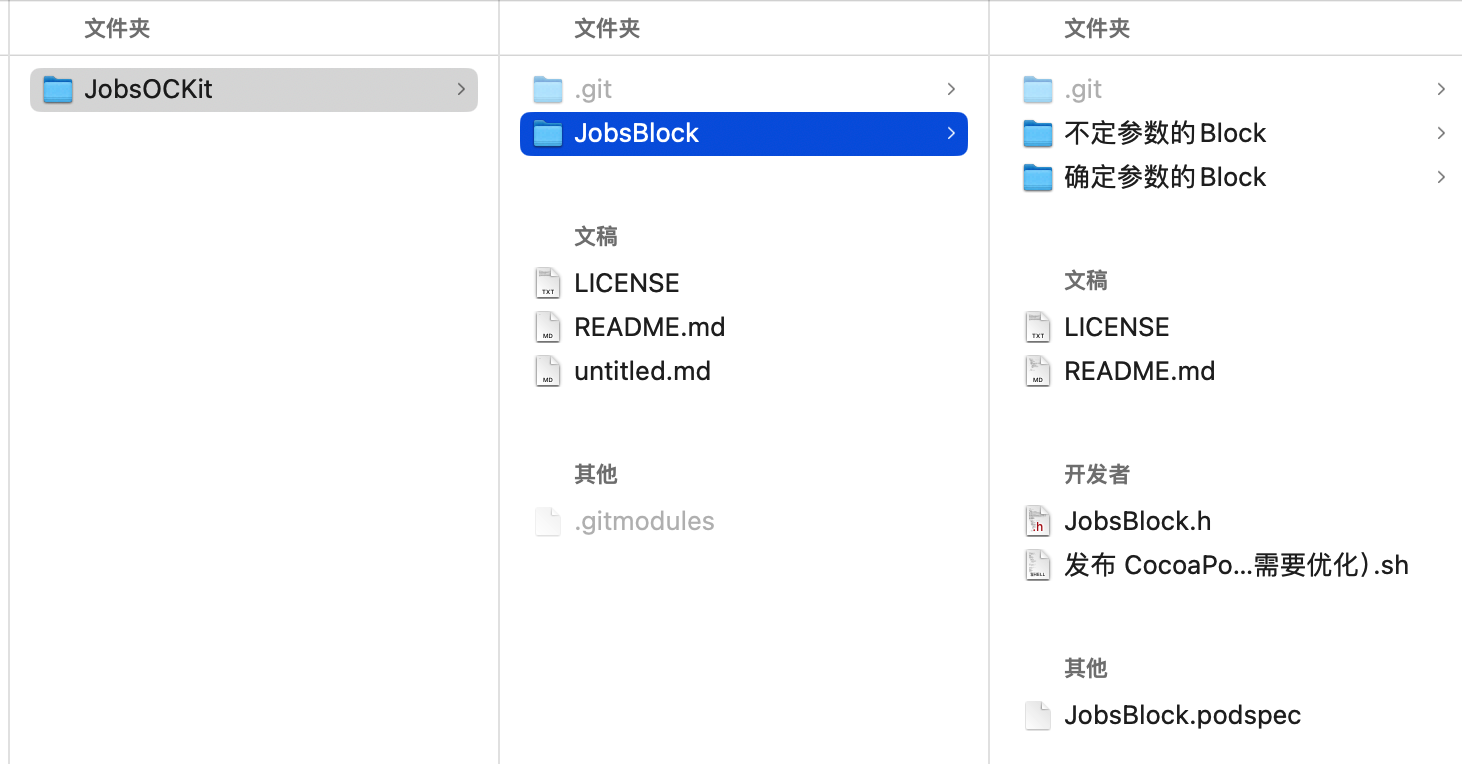 文件夹
JobsOCKit
文件夹
.git
JobsBlock
文稿
LICENSE
README.md
untitled.md
其他
.gitmodules
文件夹
.git
不定参数的Block
确定参数的Block
文稿
LICENSE
README.md
开发者
JobsBlock.h
发布 CocoaPo...需要优化）.sh
其他
JobsBlock.podspec